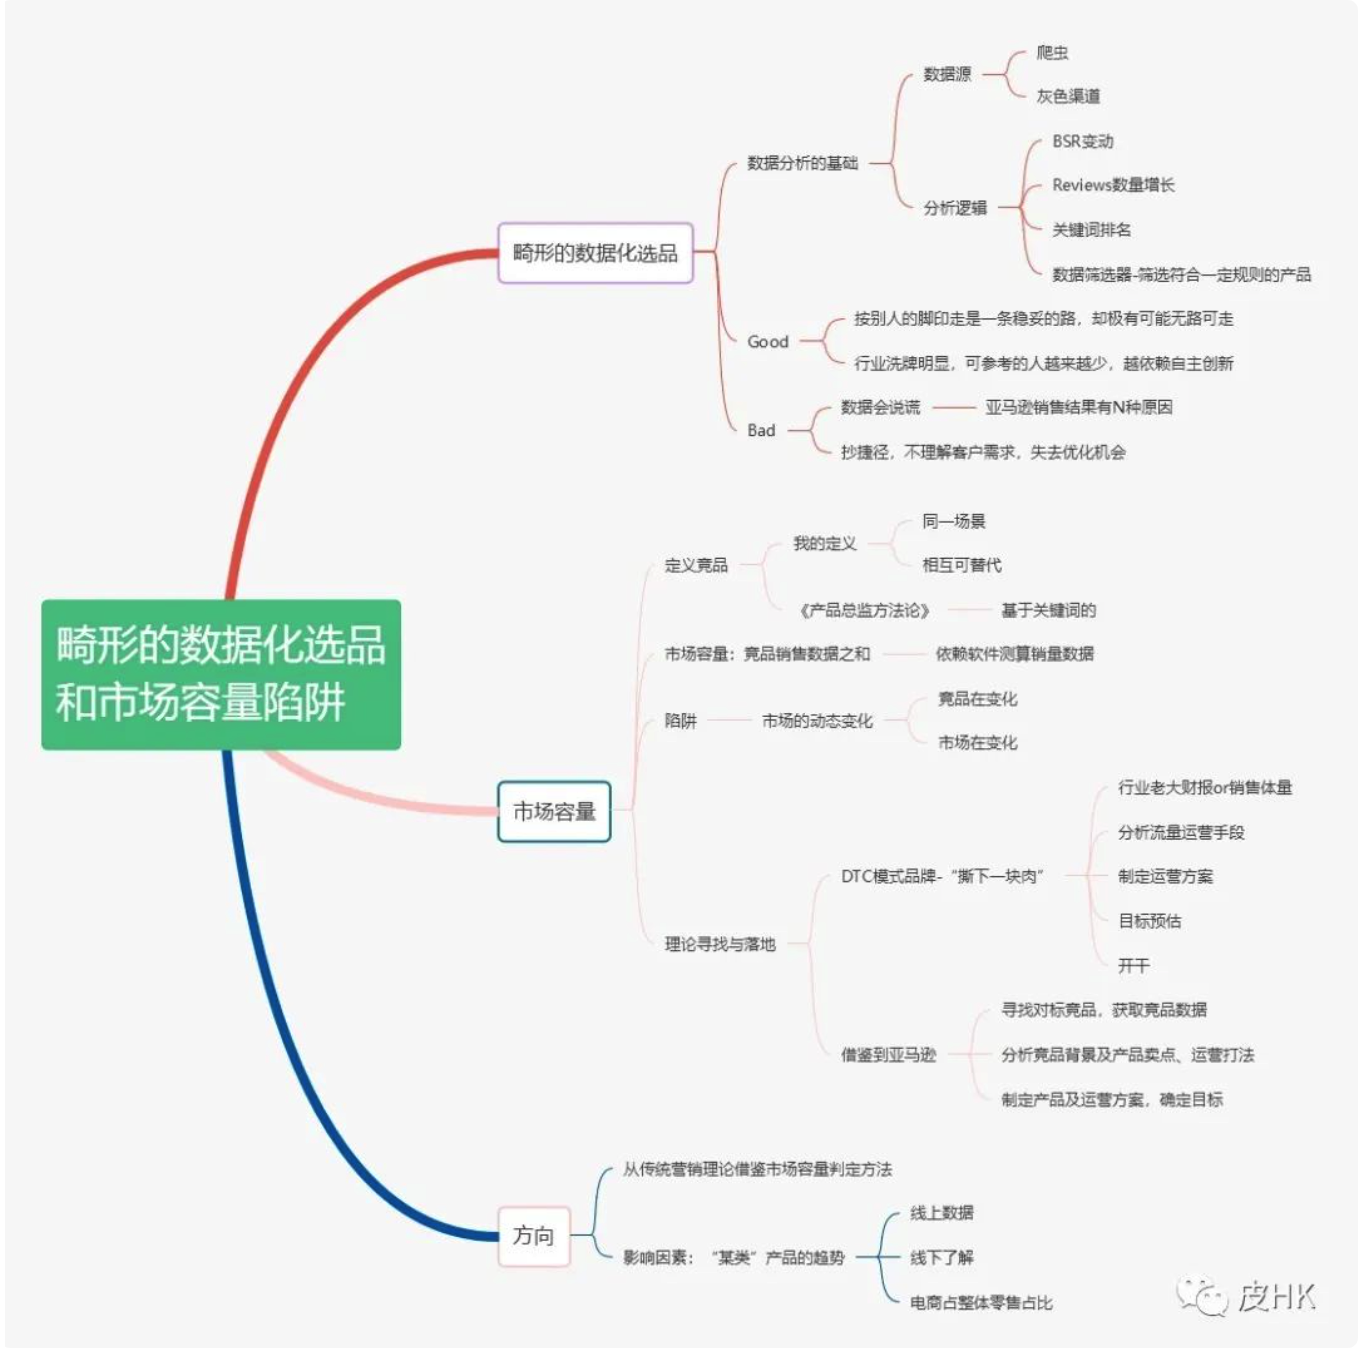 畸形的数据化选品
和市场容量陷阱
畸形的数据化选品
数据分析的基础
数据源
爬虫
灰色渠道
分析逻辑
BSR变动
Reviews数量增长
关键词排名
数据筛选器-筛选符合一定规则的产品
Good
按别人的脚印走是一条稳妥的路，却极有可能无路可走
行业洗牌明显，可参考的人越来越少，越依赖自主创新
Bad
数据会说谎
亚马逊销售结果有N种原因
抄捷径，不理解客户需求，失去优化机会
市场容量
定义竞品
我的定义
同一场景
相互可替代
《产品总监方法论》
基于关键词的
市场容量：竞品销售数据之和
依赖软件测算销量数据
陷阱
市场的动态变化
竞品在变化
市场在变化
理论寻找与落地
DTC模式品牌-“撕下一块肉”
行业老大财报or销售体量
分析流量运营手段
制定运营方案
目标预估
开干
借鉴到亚马逊
寻找对标竞品，获取竞品数据
分析竞品背景及产品卖点、运营打法
制定产品及运营方案，确定目标
方向
从传统营销理论借鉴市场容量判定方法
影响因素：“某类”产品的趋势
线上数据
线下了解
电商占整体零售占比
皮HK